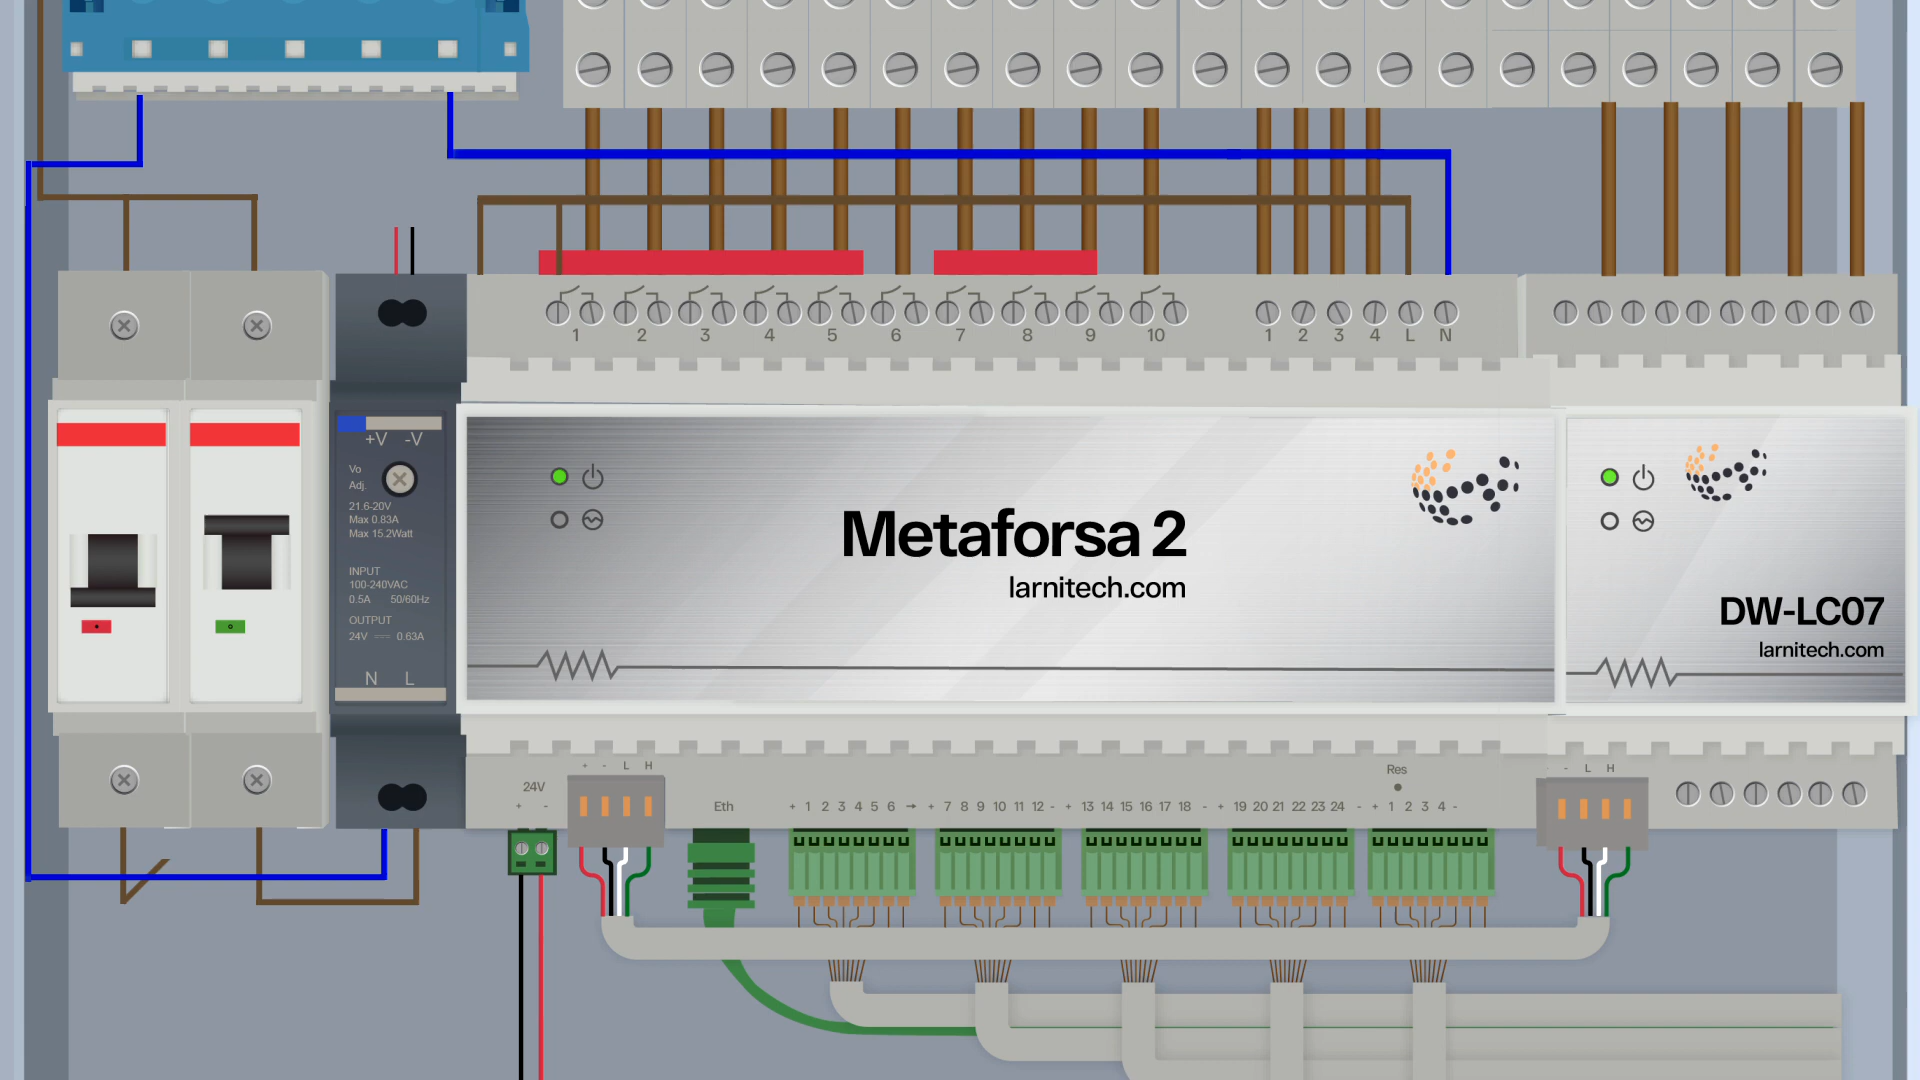 1 2 3 4 5 6 7 8 9 10 1 2 3 4 L N
+V -V
Vo
Adj.
21.6-20V
Max 0.83A
Max 15.2Watt
INPUT
100-240VAC
0.5A 50/60Hz
OUTPUT
24V 0.63A
N L
Metaforsa 2
larnitech.com
DW-LC07
larnitech.com
24V
+ -
+ - L H
Eth
+ 1 2 3 4 5 6 → + 7 8 9 10 11 12 - + 13 14 15 16 17 18 - + 19 20 21 22 23 24 - + 1 2 3 4 -
Res
- L H